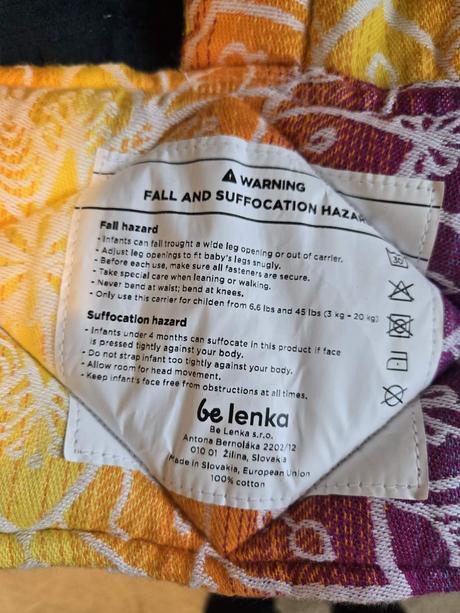 WARNING
FALL AND SUFFOCATION HAZAR
Fall hazard
- Infants can fall trought a wide leg opening or out of carrier.
- Adjust leg openings to fit baby's legs snugly.
- Before each use, make sure all fasteners are secure.
- Take special care when leaning or walking.
- Never bend at waist; bend at knees.
- Only use this carrier for childen from 6.6 lbs and 45 lbs (3 kg - 20 kg)
Suffocation hazard
- Infants under 4 months can suffocate in this product if face
is pressed tightly against your body.
- Do not strap infant too tightly against your body.
- Allow room for head movement.
- Keep infant's face free from obstructions at all times.
30
be lenka
Be Lenka s.r.o.
Antona Bernoláka 2202/12
010 01 Žilina, Slovakia
Made in Slovakia, European Union
100% cotton